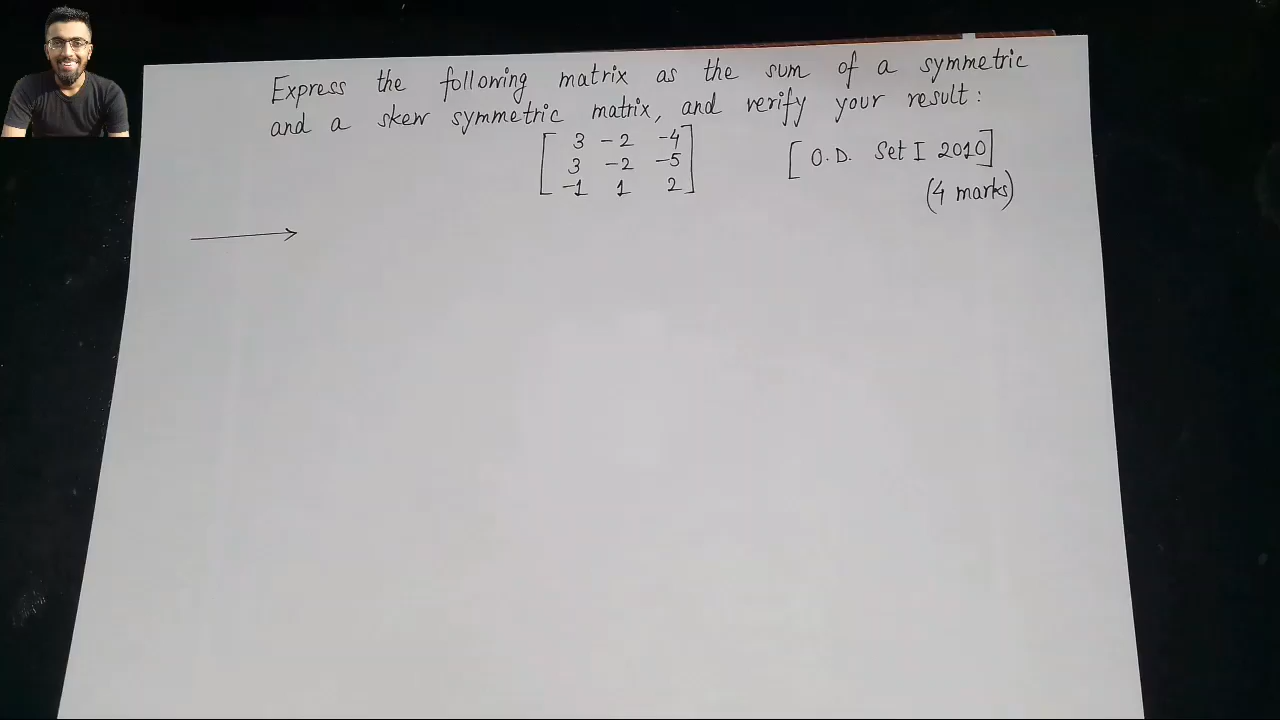 Express the following matrix as the sum of a symmetric
and a skew symmetric matrix, and verify your result:
3 -2 -4
3 -2 -5 [O.D. Set I 2010]
-1 1 2 (4 marks)